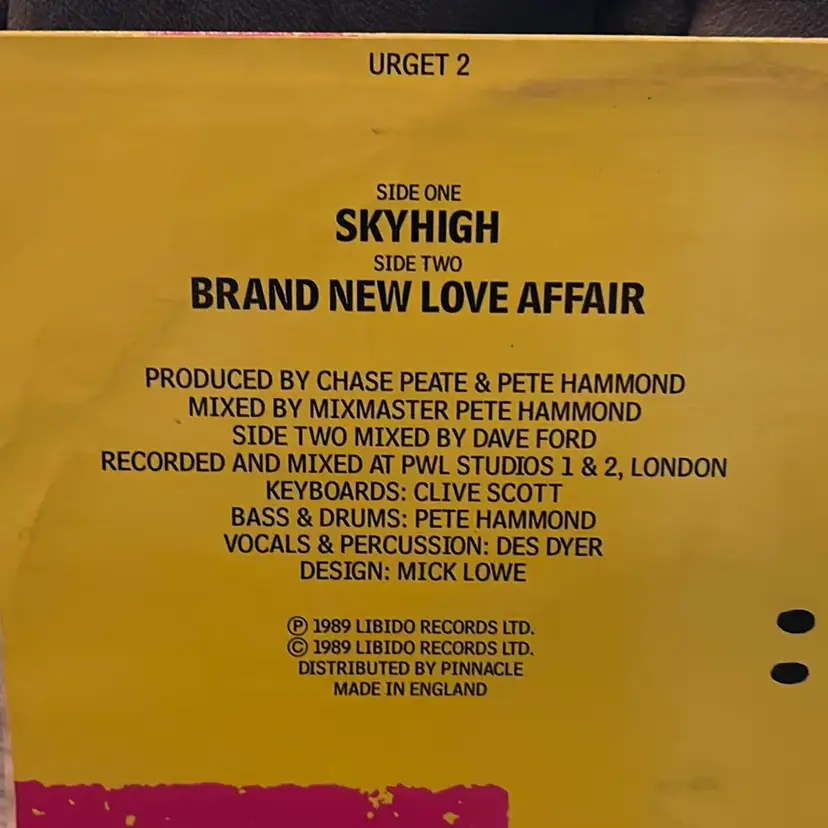 URGET 2
SIDE ONE
SKYHIGH
SIDE TWO
BRAND NEW LOVE AFFAIR
PRODUCED BY CHASE PEATE & PETE HAMMOND
MIXED BY MIXMASTER PETE HAMMOND
SIDE TWO MIXED BY DAVE FORD
RECORDED AND MIXED AT PWL STUDIOS 1 & 2, LONDON
KEYBOARDS: CLIVE SCOTT
BASS & DRUMS: PETE HAMMOND
VOCALS & PERCUSSION: DES DYER
DESIGN: MICK LOWE
℗ 1989 LIBIDO RECORDS LTD.
© 1989 LIBIDO RECORDS LTD.
DISTRIBUTED BY PINNACLE
MADE IN ENGLAND